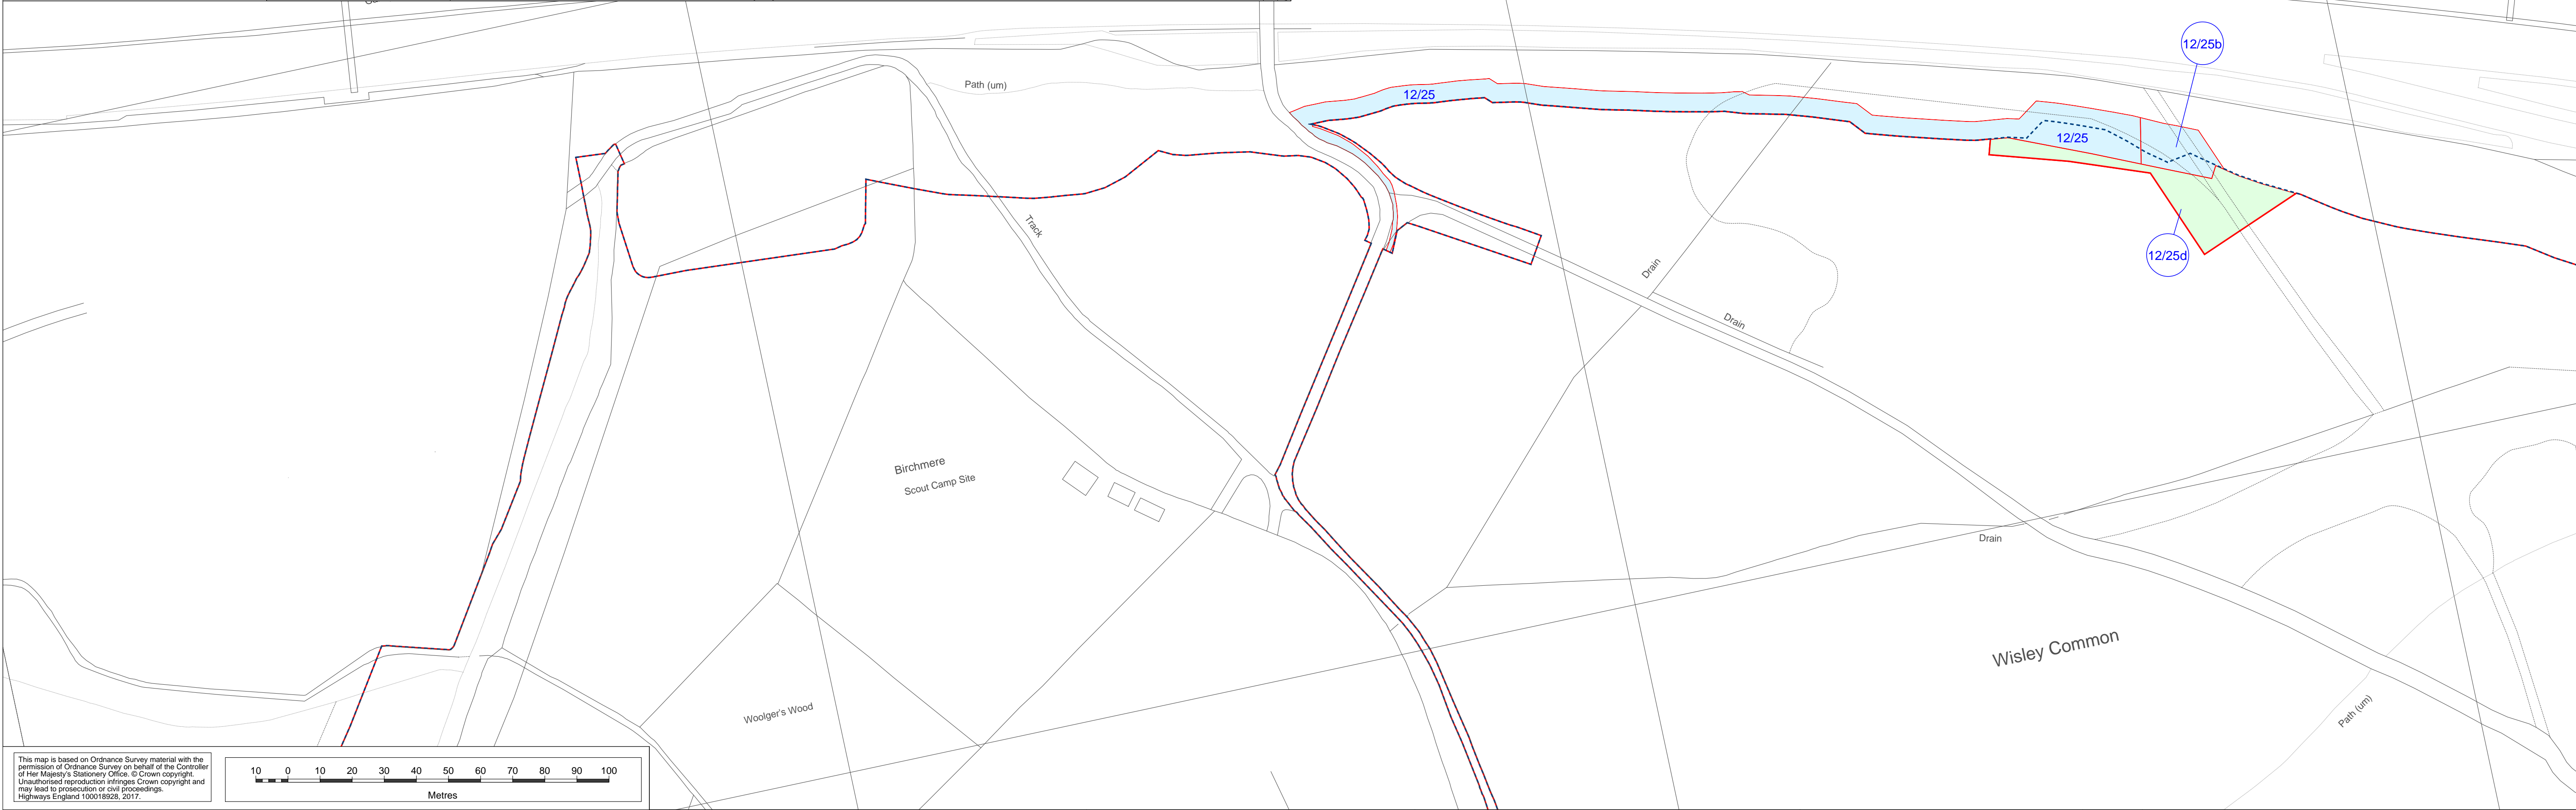 12/25b
Path (um)
12/25
12/25
Track
12/25d
Drain
Drain
Birchmere
Scout Camp Site
Drain
Wisley Common
Woolger's Wood
Path (um)
This map is based on Ordnance Survey material with the
permission of Ordnance Survey on behalf of the Controller
of Her Majesty's Stationery Office. © Crown copyright.
Unauthorised reproduction infringes Crown copyright and
may lead to prosecution or civil proceedings.
Highways England 100018928, 2017.
10 0 10 20 30 40 50 60 70 80 90 100
Metres